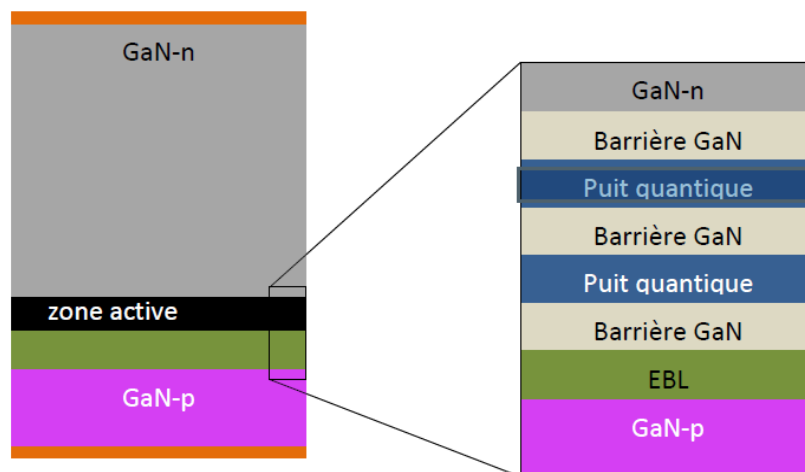 GaN-n
zone active
GaN-p
GaN-n
Barrière GaN
Puit quantique
Barrière GaN
Puit quantique
Barrière GaN
EBL
GaN-p